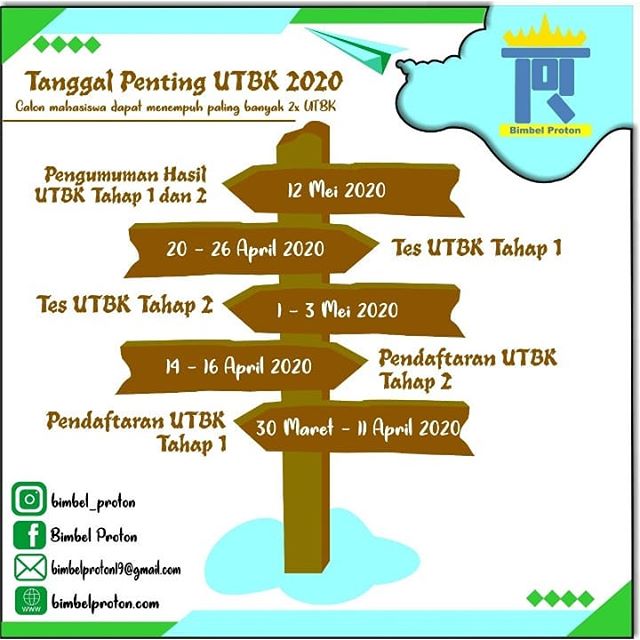 Tanggal Penting UTBK 2020
Calon mahasiswa dapat menempuh paling banyak 2x UTBK
Bimbel Proton
Pengumuman Hasil
UTBK Tahap 1 dan 2
12 Mei 2020
20 - 26 April 2020
Tes UTBK Tahap 1
Tes UTBK Tahap 2
1 - 3 Mei 2020
14 - 16 April 2020
Pendaftaran UTBK
Tahap 2
Pendaftaran UTBK
Tahap 1
30 Maret - 11 April 2020
bimbel_proton
Bimbel Proton
bimbelproton19@gmail.com
www
bimbelproton.com